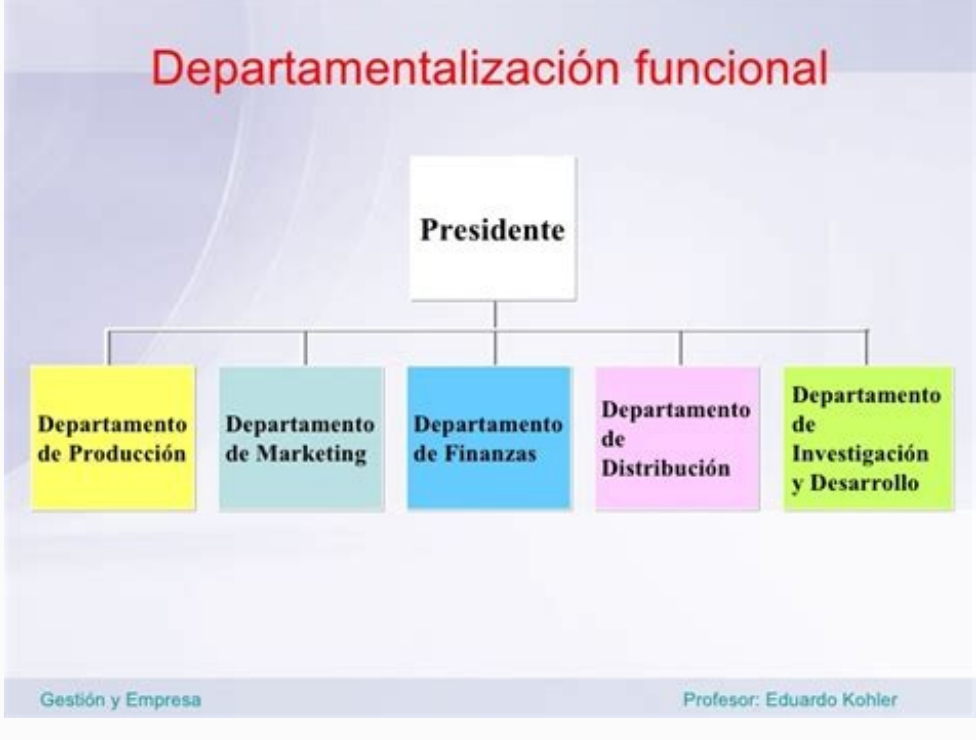 Departamentalización funcional
Presidente
Departamento
de Producción
Departamento
de Marketing
Departamento
de Finanzas
Departamento
de
Distribución
Departamento
de
Investigación
y Desarrollo
Gestión y Empresa
Profesor: Eduardo Kohler